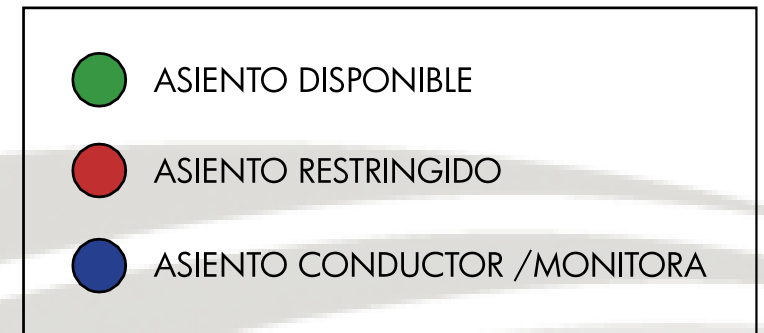 ASIENTO DISPONIBLE
ASIENTO RESTRINGIDO
ASIENTO CONDUCTOR /MONITORA